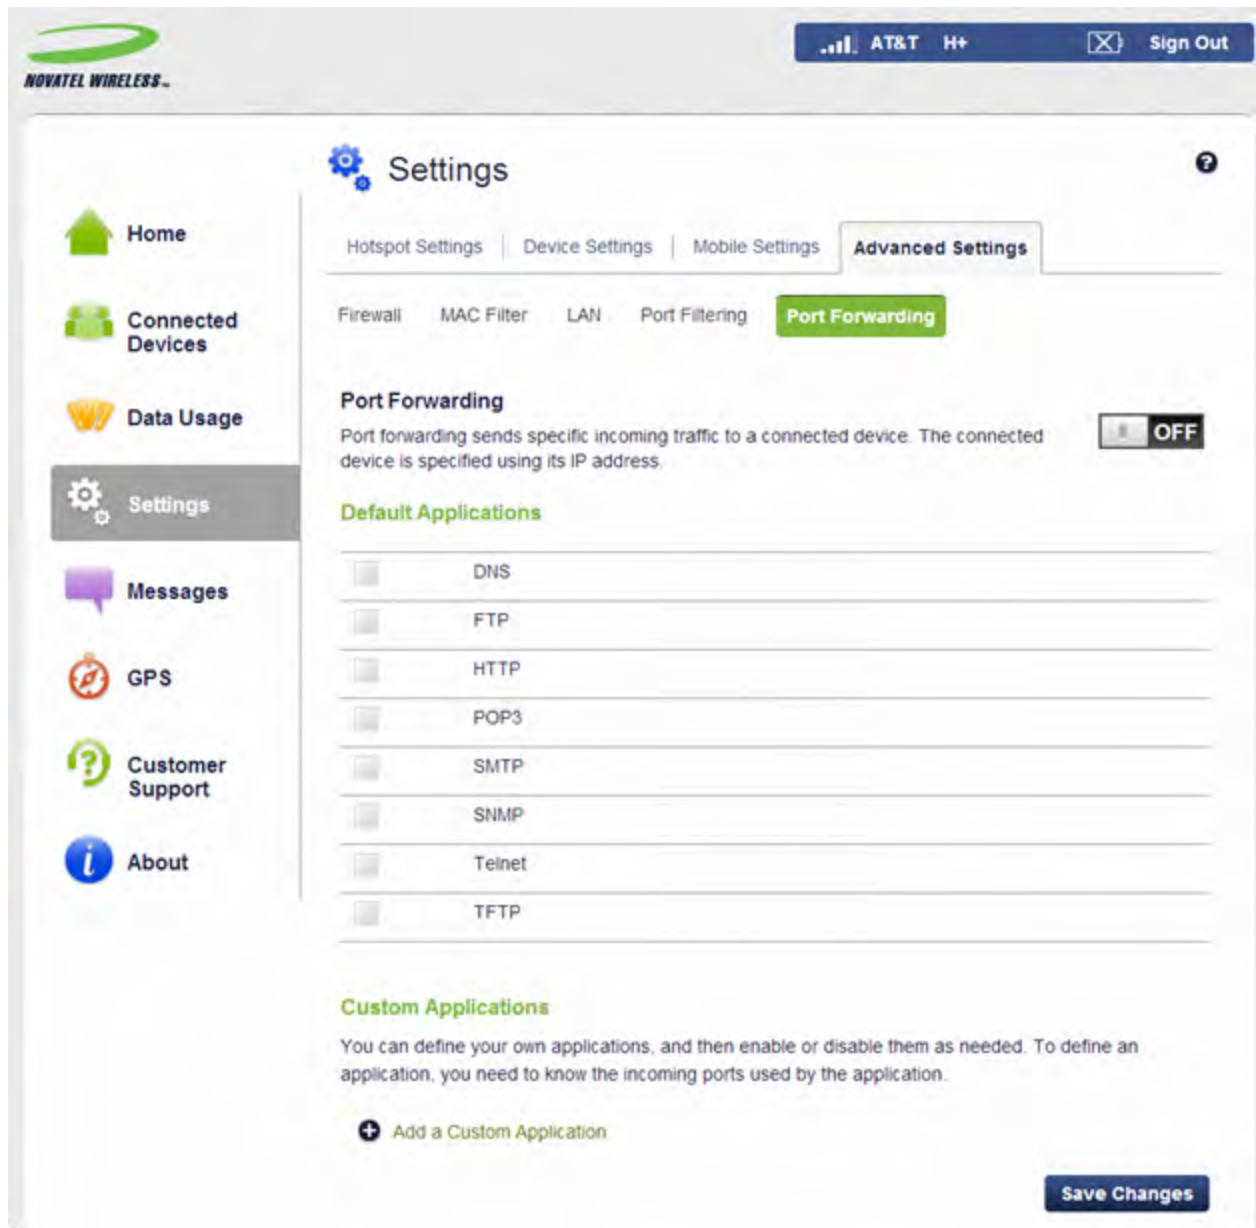 NOVATEL WIRELESS™
AT&T H+ Sign Out
Settings
Home
Connected
Devices
Data Usage
Settings
Messages
GPS
Customer
Support
About
Hotspot Settings Device Settings Mobile Settings Advanced Settings
Firewall MAC Filter LAN Port Filtering Port Forwarding
Port Forwarding
Port forwarding sends specific incoming traffic to a connected device. The connected
device is specified using its IP address.
OFF
Default Applications
DNS
FTP
HTTP
POP3
SMTP
SNMP
Telnet
TFTP
Custom Applications
You can define your own applications, and then enable or disable them as needed. To define an
application, you need to know the incoming ports used by the application.
Add a Custom Application
Save Changes